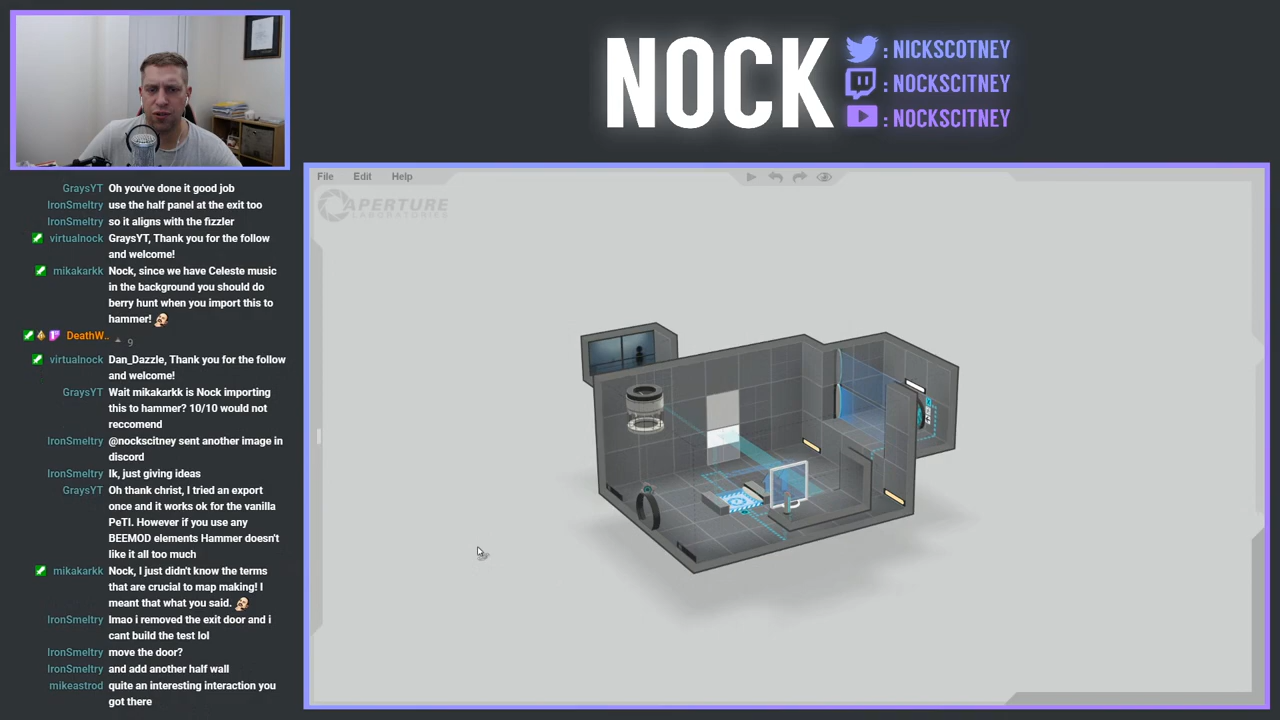 NOCK
: NICKSCOTNEY
: NOCKSCITNEY
: NOCKSCITNEY
File Edit Help
APERTURE
LABORATORIES
GraysYT Oh you've done it good job
IronSmeltry use the half panel at the exit too
IronSmeltry so it aligns with the fizzler
virtualnock GraysYT, Thank you for the follow
and welcome!
mikakarkk Nock, since we have Celeste music
in the background you should do
berry hunt when you import this to
hammer!
DeathW.. 9
virtualnock Dan_Dazzle, Thank you for the follow
and welcome!
GraysYT Wait mikakarkk is Nock importing
this to hammer? 10/10 would not
reccomend
IronSmeltry @nockscitney sent another image in
discord
IronSmeltry Ik, just giving ideas
GraysYT Oh thank christ, I tried an export
once and it works ok for the vanilla
PeTI. However if you use any
BEEMOD elements Hammer doesn't
like it all too much
mikakarkk Nock, I just didn't know the terms
that are crucial to map making! I
meant that what you said.
IronSmeltry lmao i removed the exit door and i
cant build the test lol
IronSmeltry move the door?
IronSmeltry and add another half wall
mikeastrod quite an interesting interaction you
got there